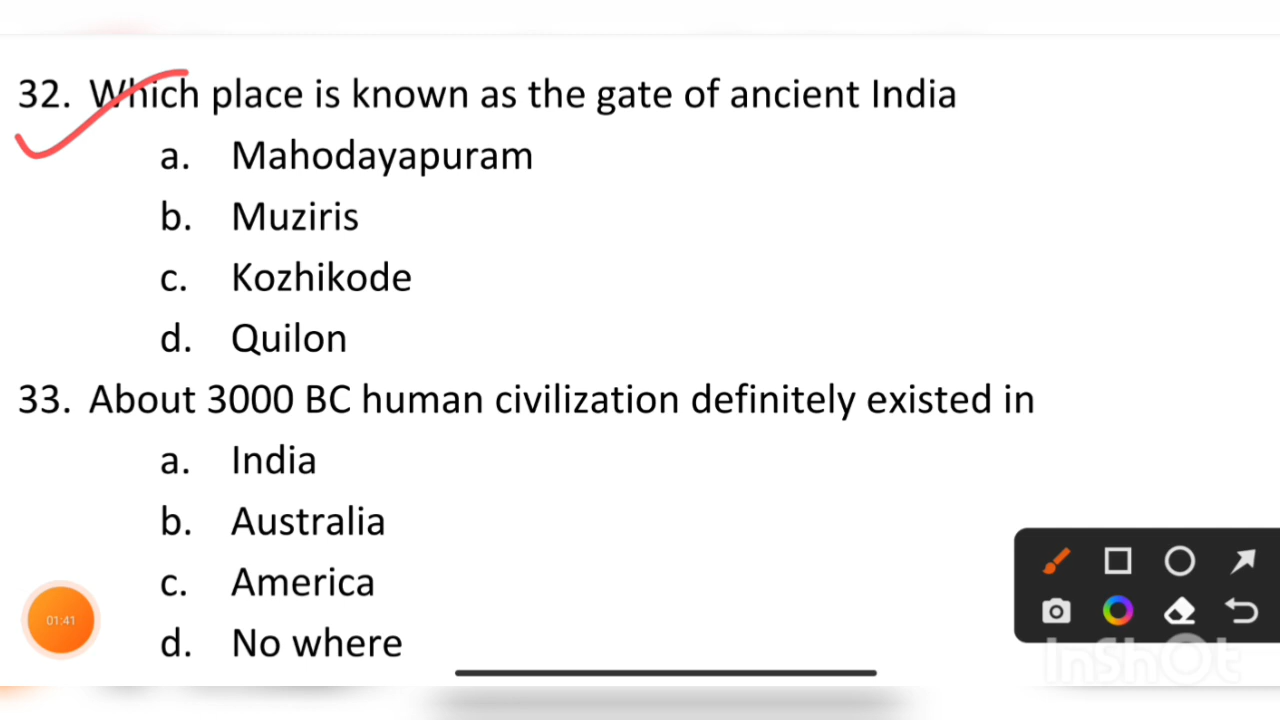 32. Which place is known as the gate of ancient India
a. Mahodayapuram
b. Muziris
c. Kozhikode
d. Quilon
33. About 3000 BC human civilization definitely existed in
a. India
b. Australia
c. America
d. No where
01:41
InShOt